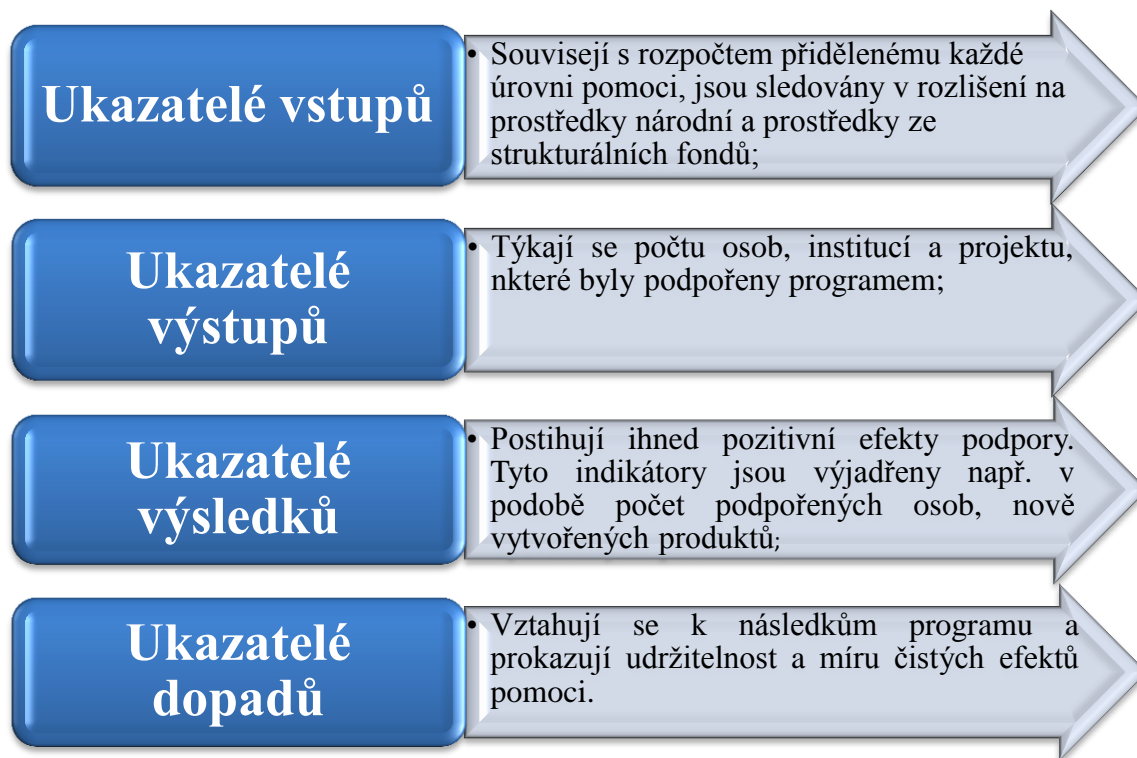 Ukazatelé vstupů
• Souvisejí s rozpočtem přidělenému každé
úrovni pomoci, jsou sledovány v rozlišení na
prostředky národní a prostředky ze
strukturálních fondů;
Ukazatelé
výstupů
• Týkají se počtu osob, institucí a projektu,
nkteré byly podpořeny programem;
Ukazatelé
výsledků
• Postihují ihned pozitivní efekty podpory.
Tyto indikátory jsou výjadřeny např. v
podobě počet podpořených osob, nově
vytvořených produktů;
Ukazatelé
dopadů
• Vztahují se k následkům programu a
prokazují udržitelnost a míru čistých efektů
pomoci.